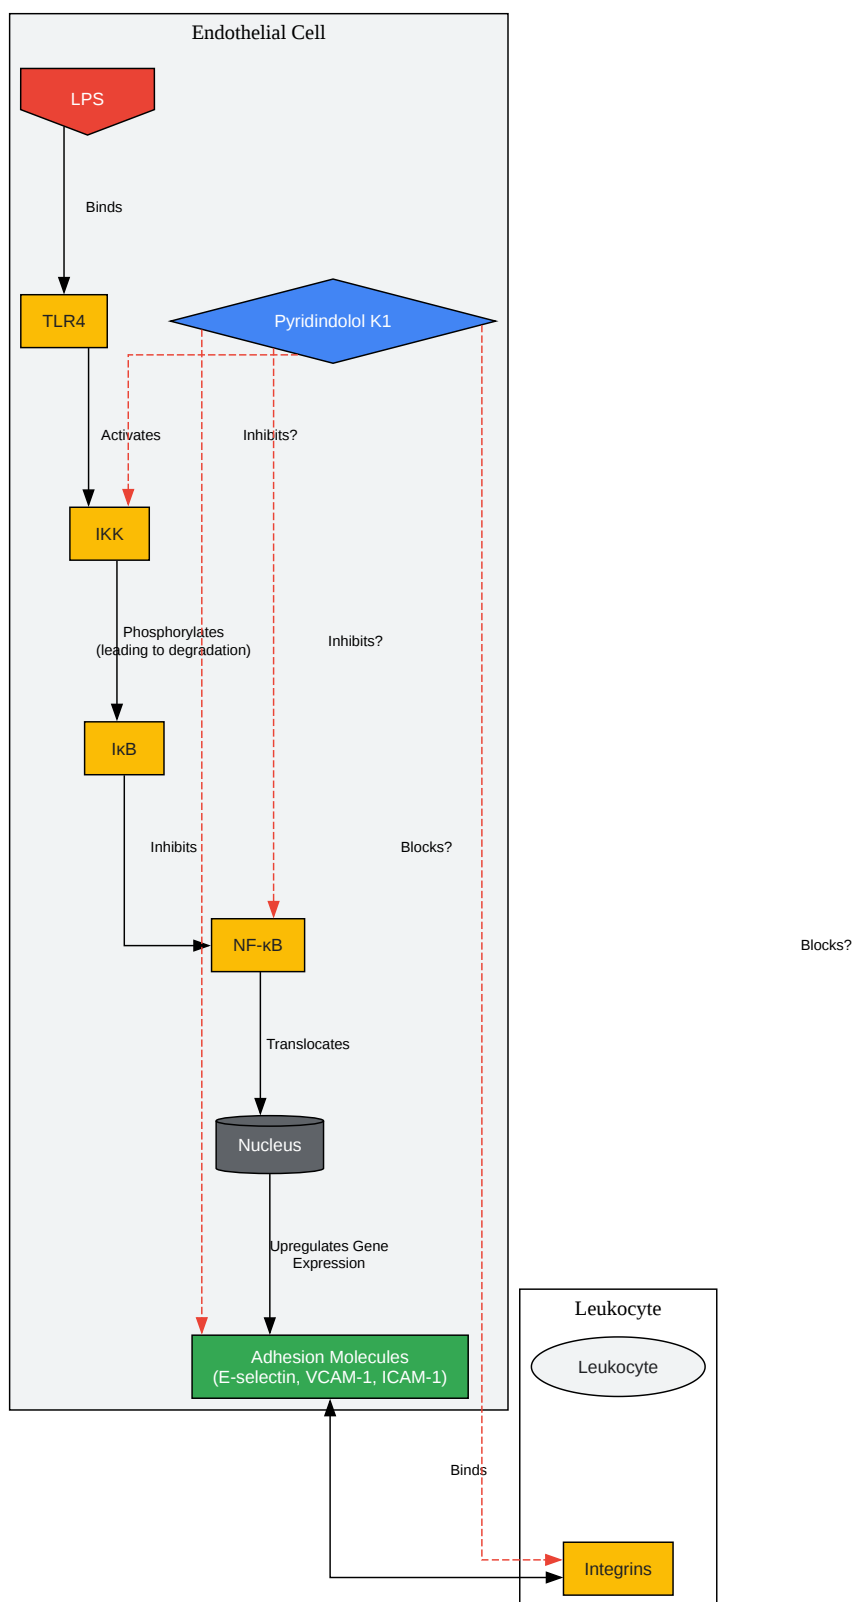 Endothelial Cell
LPS
Binds
TLR4
Pyridindolol K1
Activates
Inhibits?
IKK
Phosphorylates
(leading to degradation)
Inhibits?
IκB
Inhibits
Blocks?
NF-κB
Blocks?
Translocates
Nucleus
Upregulates Gene
Expression
Leukocyte
Adhesion Molecules
(E-selectin, VCAM-1, ICAM-1)
Leukocyte
Binds
Integrins